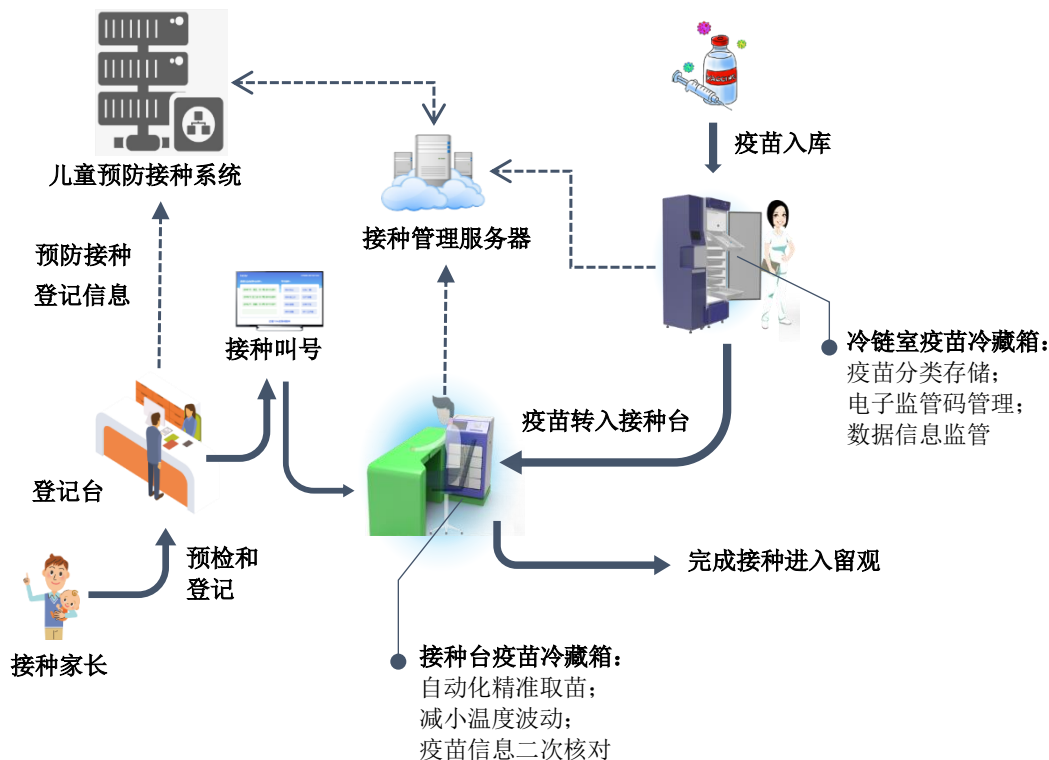 疫苗入库
儿童预防接种系统
接种管理服务器
预防接种
登记信息
接种叫号
冷链室疫苗冷藏箱：
疫苗分类存储；
电子监管码管理；
数据信息监管
疫苗转入接种台
登记台
预检和
登记
完成接种进入留观
接种家长
接种台疫苗冷藏箱：
自动化精准取苗；
减小温度波动；
疫苗信息二次核对